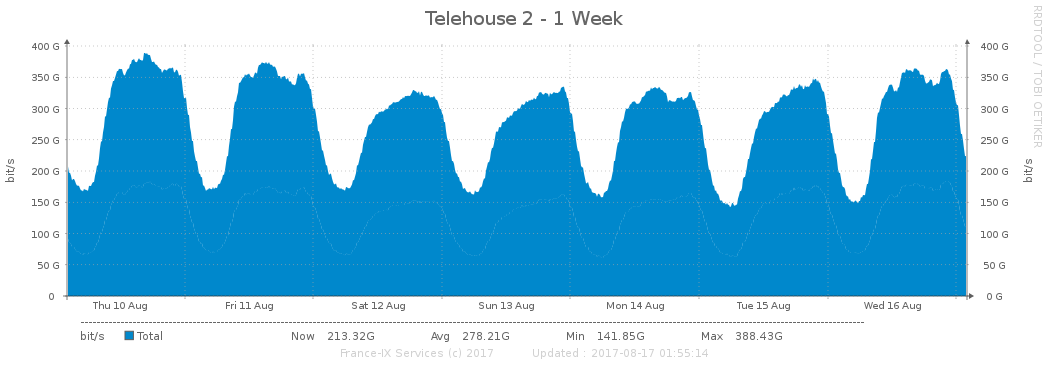 Telehouse 2 - 1 Week
RRDTOOL / TOBI OETIKER
400 G 400 G
350 G 350 G
300 G 300 G
250 G 250 G
200 G 200 G
150 G 150 G
100 G 100 G
50 G 50 G
0 0 G
bit/s bit/s
Thu 10 Aug Fri 11 Aug Sat 12 Aug Sun 13 Aug Mon 14 Aug Tue 15 Aug Wed 16 Aug
bit/s Total Now 213.32G Avg 278.21G Min 141.85G Max 388.43G
France-IX Services (c) 2017 Updated : 2017-08-17 01:55:14